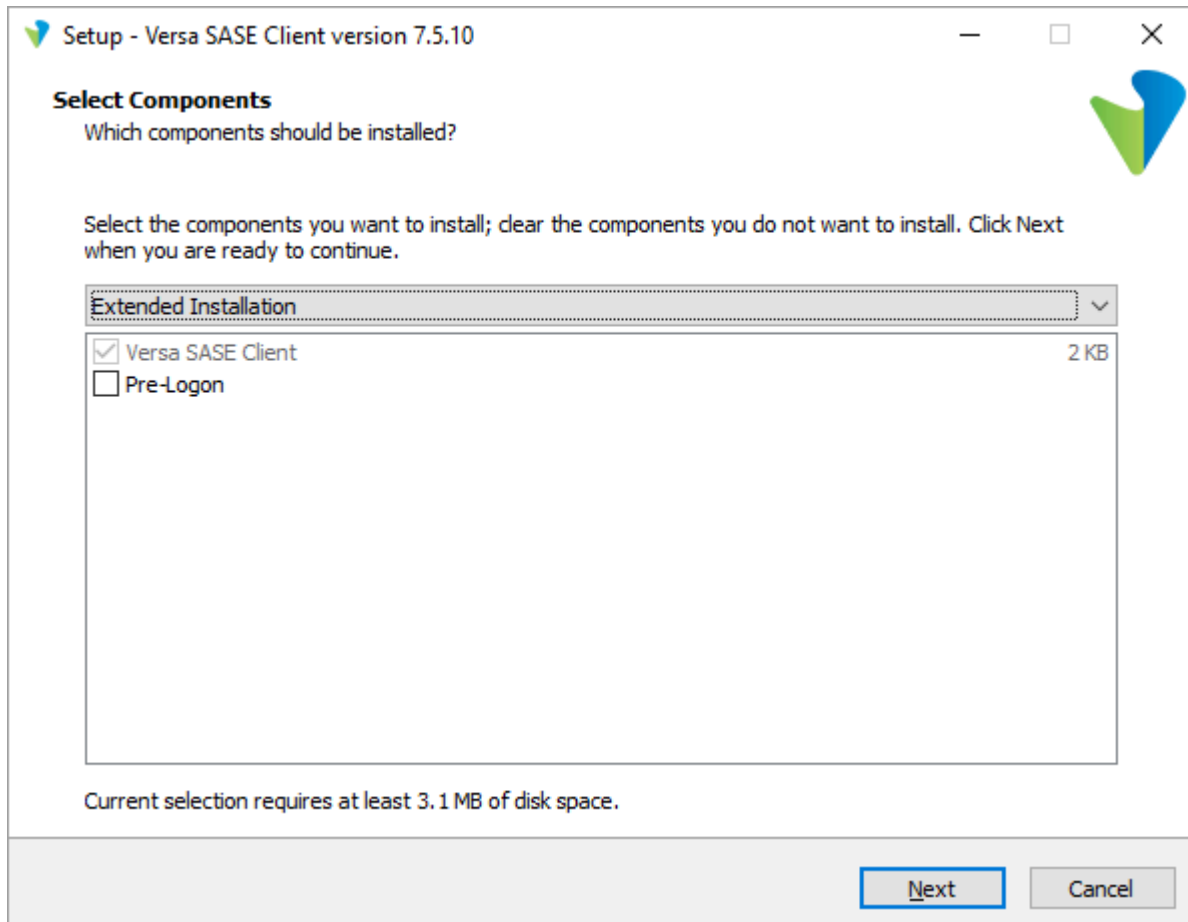 Setup - Versa SASE Client version 7.5.10
Select Components
Which components should be installed?
Select the components you want to install; clear the components you do not want to install. Click Next
when you are ready to continue.
Extended Installation
Versa SASE Client 2 KB
Pre-Logon
Current selection requires at least 3.1 MB of disk space.
Next Cancel